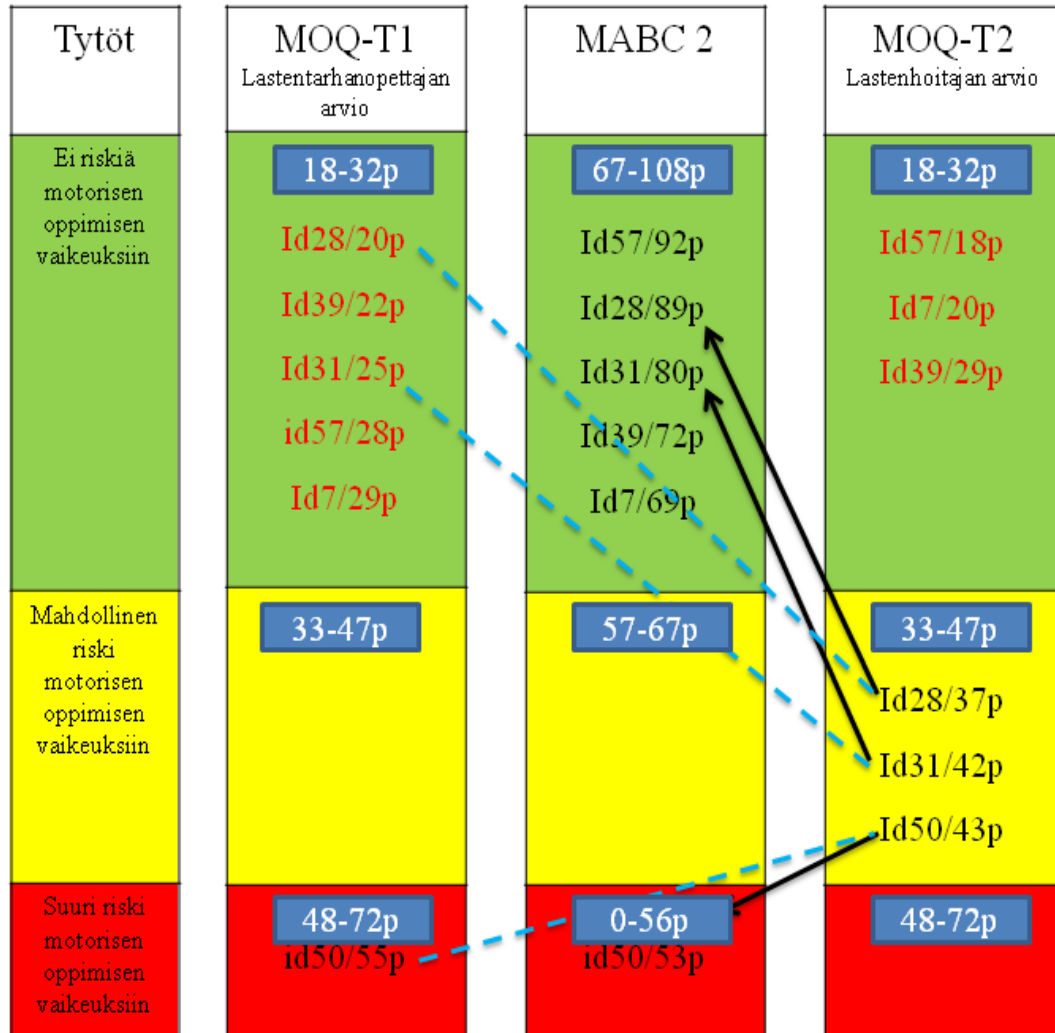 Tytöt
MOQ-T1
Lastentarhanopettajan
arvio
MABC 2
MOQ-T2
Lastenhoitajan arvio
Ei riskiä
motorisen
oppimisen
vaikeuksiin
18-32p
Id28/20p
Id39/22p
Id31/25p
id57/28p
Id7/29p
67-108p
Id57/92p
Id28/89p
Id31/80p
Id39/72p
Id7/69p
18-32p
Id57/18p
Id7/20p
Id39/29p
Mahdollinen
riski
motorisen
oppimisen
vaikeuksiin
33-47p
57-67p
33-47p
Id28/37p
Id31/42p
Id50/43p
Suuri riski
motorisen
oppimisen
vaikeuksiin
48-72p
id50/55p
0-56p
id50/53p
48-72p